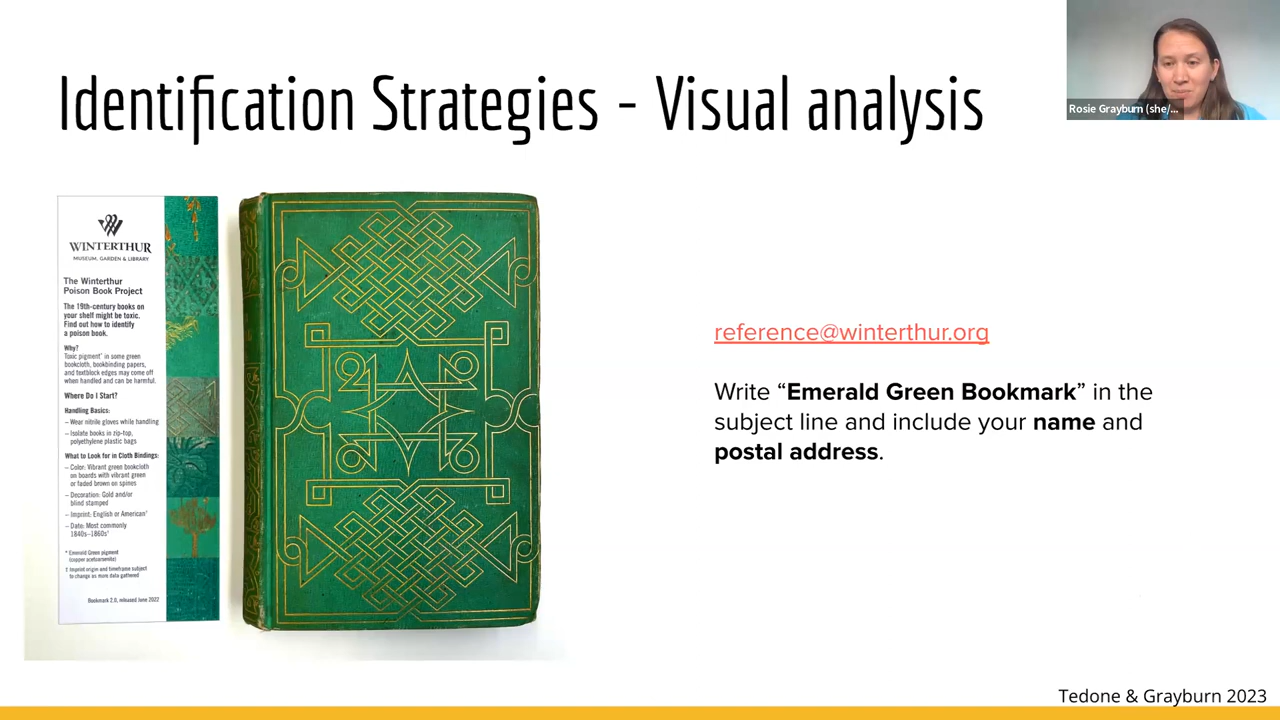 Identification Strategies - Visual analysis
Rosie Grayburn (she/...
WINTERTHUR
MUSEUM, GARDEN & LIBRARY
The Winterthur
Poison Book Project
The 19th-century books on
your shelf might be toxic.
Find out how to identify
a poison book.
Why?
Toxic pigment* in some green
bookcloth, bookbinding papers,
and textblock edges may come off
when handled and can be harmful.
Where Do I Start?
Handling Basics:
– Wear nitrile gloves while handling
– Isolate books in zip-top,
polyethylene plastic bags
What to Look for in Cloth Bindings:
– Color: Vibrant green bookcloth
on boards with vibrant green
or faded brown on spines
– Decoration: Gold and/or
blind stamped
– Imprint: English or American†
– Date: Most commonly
1840s–1860s†
* Emerald Green pigment
(copper acetoarsenite)
† Imprint origin and timeframe subject
to change as more data gathered
Bookmark 2.0, released June 2022
reference@winterthur.org
Write “Emerald Green Bookmark” in the
subject line and include your name and
postal address.
Tedone & Grayburn 2023